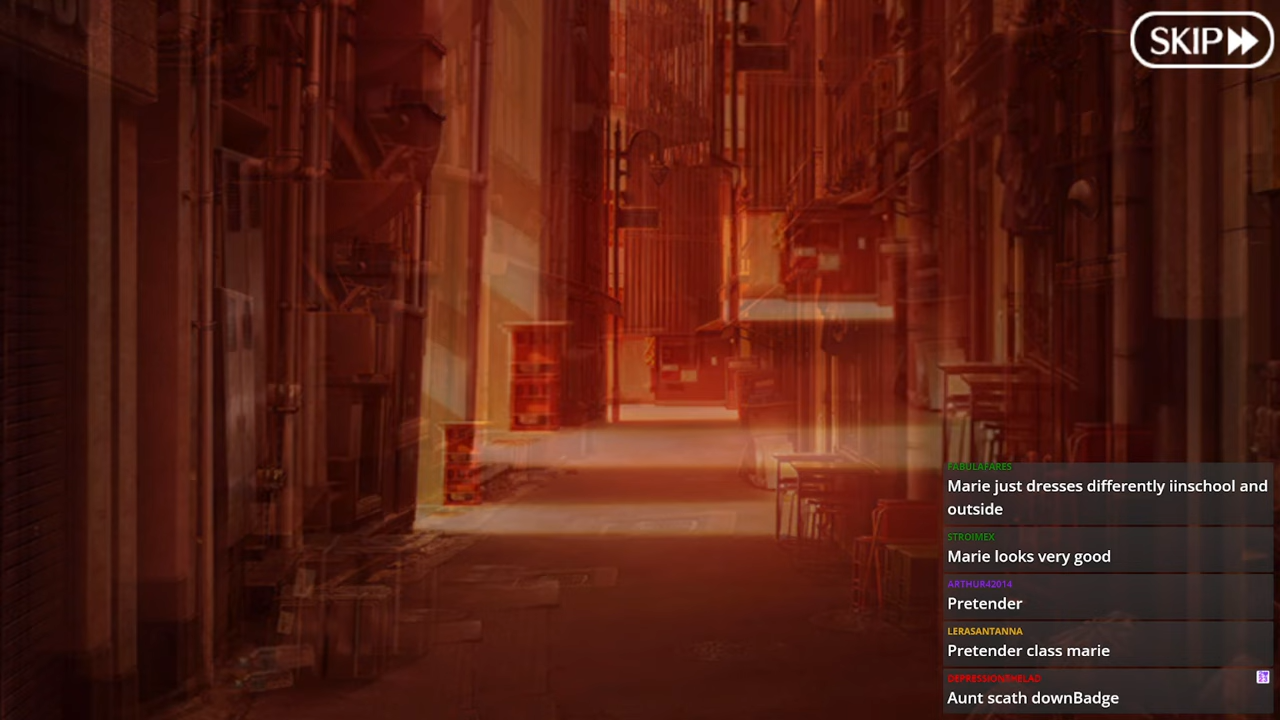 SKIP
FABULAFARES
Marie just dresses differently iinschool and
outside
STROIMEX
Marie looks very good
ARTHUR42014
Pretender
LERASANTANNA
Pretender class marie
DEPRESSIONTHELAD
Aunt scath downBadge